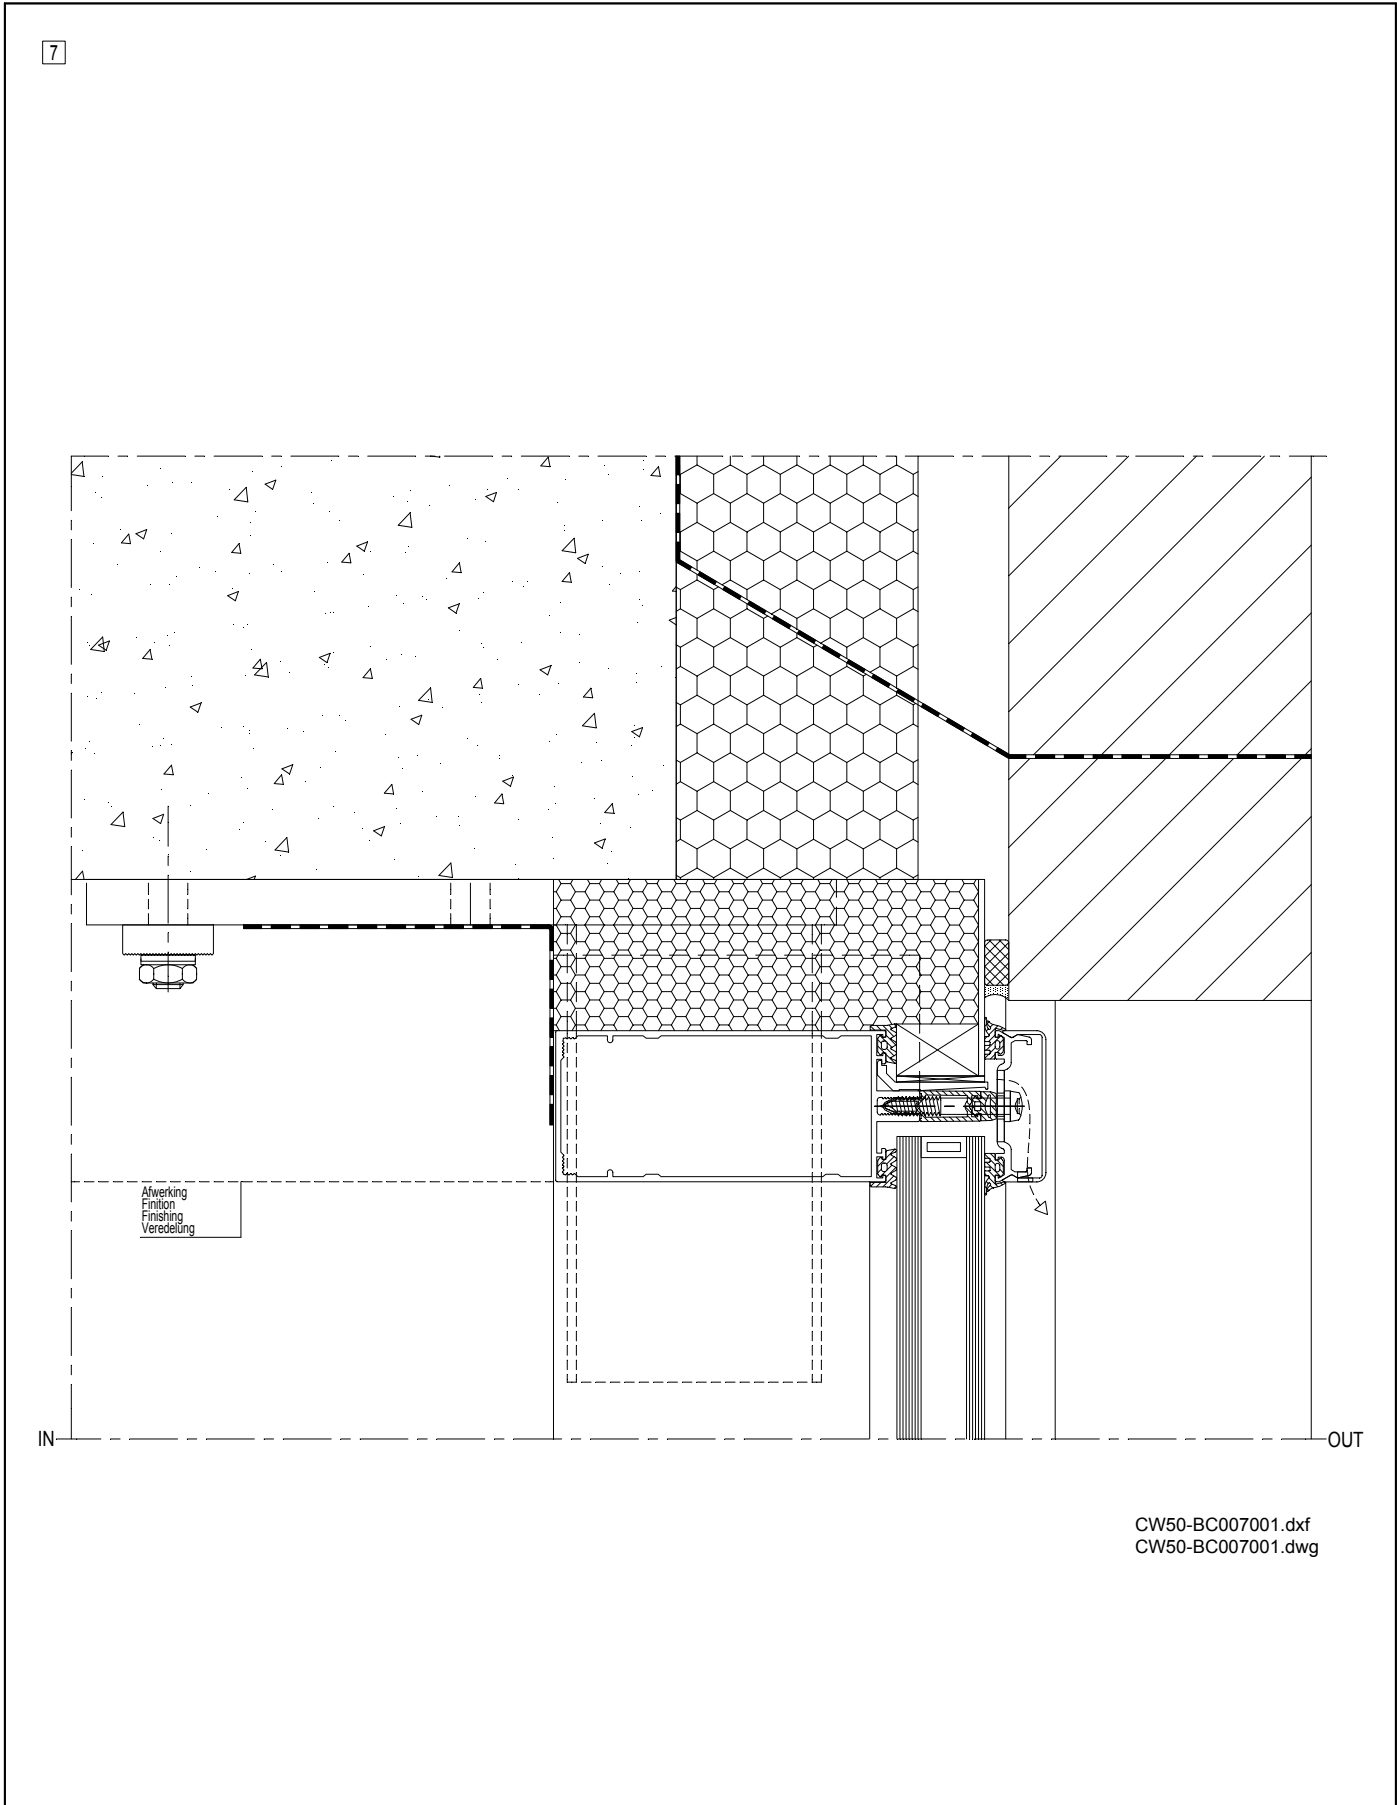 7
Afwerking
Finition
Finishing
Veredelung
IN
OUT
CW50-BC007001.dxf
CW50-BC007001.dwg